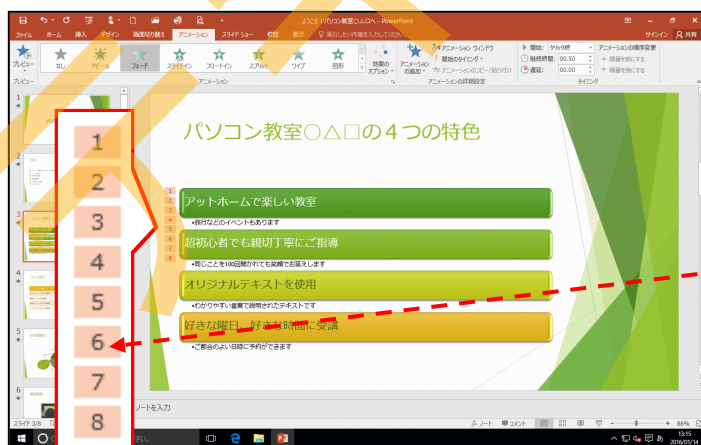 ようこそ!パソコン教室○△□へ - PowerPoint
サインイン 共有
ファイル ホーム 挿入 デザイン 画面切り替え アニメーション スライド ショー 校閲 表示 実行したい作業を入力してください
プレビュー なし アピール フェード スライドイン フロートイン スプリット ワイプ 図形 効果のオプション アニメーションの追加
アニメーション ウィンドウ
開始のタイミング
アニメーションのコピー/貼り付け
開始: クリック時
継続時間: 00.50
遅延: 00.00
アニメーションの順序変更
順番を前にする
順番を後にする
プレビュー アニメーション アニメーションの詳細設定 タイミング
1
2
3
4
5
6
1
2
3
4
5
6
7
8
パソコン教室○△□の4つの特色
1
2
3
4
5
6
7
8
アットホームで楽しい教室
•旅行などのイベントもあります
超初心者でも親切丁寧にご指導
•同じことを100回聞かれても笑顔でお答えします
オリジナルテキストを使用
•わかりやすい言葉で説明されたテキストです
好きな曜日、好きな時間に受講
•ご都合のよい日時に予約ができます
ノートを入力
スライド 3/8
ノート コメント 86%
13:15
2016/01/14